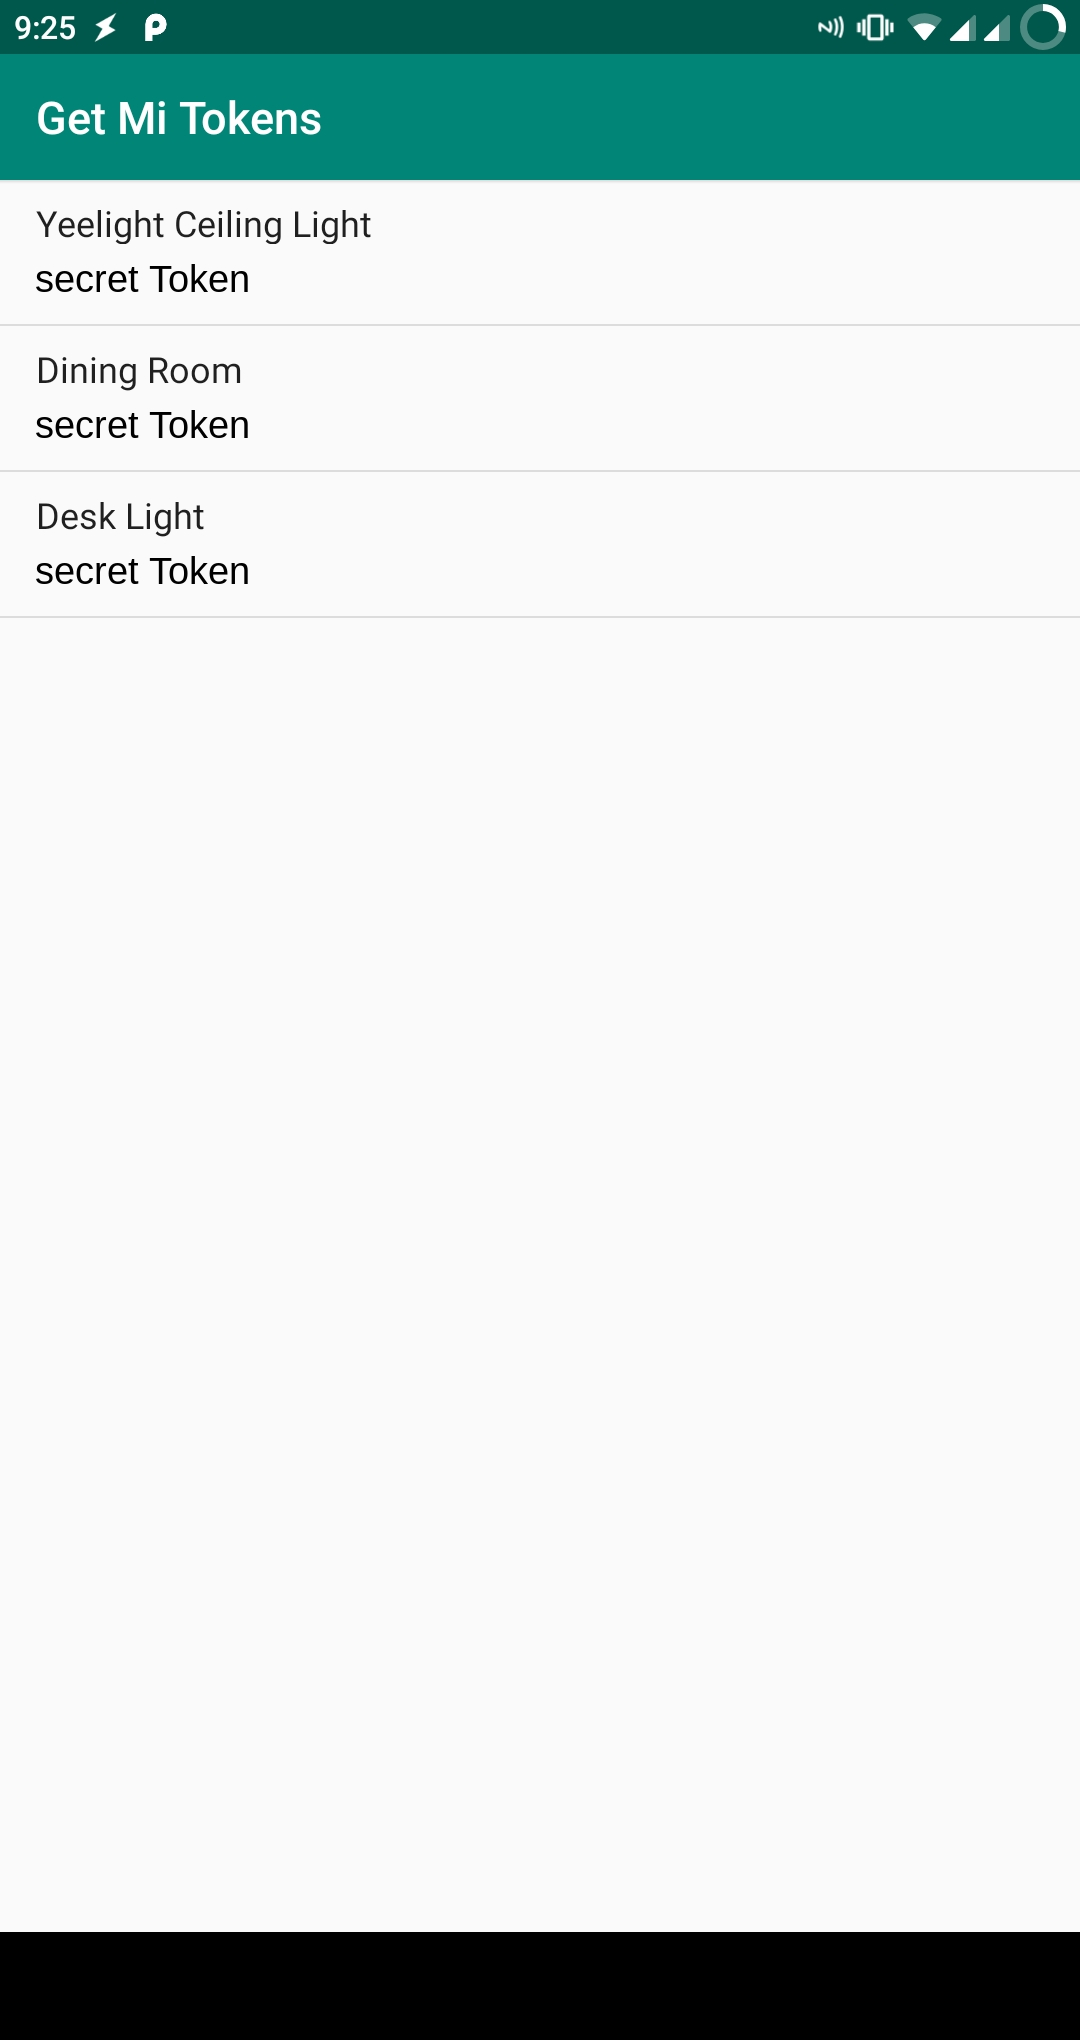 9:25
Get Mi Tokens
Yeelight Ceiling Light
secret Token
Dining Room
secret Token
Desk Light
secret Token